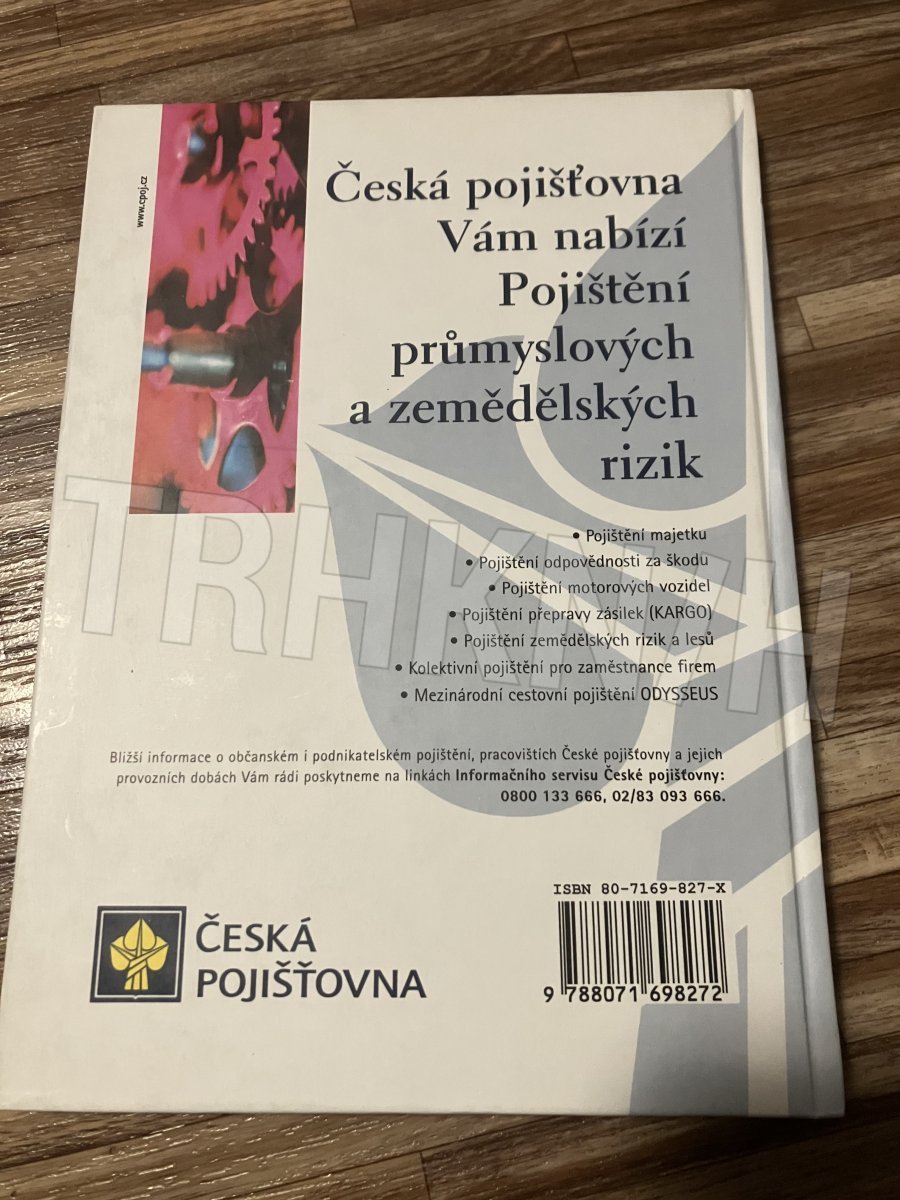 www.cpoj.cz
Česká pojišťovna
Vám nabízí
Pojištění
průmyslových
a zemědělských
rizik
• Pojištění majetku
• Pojištění odpovědnosti za škodu
• Pojištění motorových vozidel
• Pojištění přepravy zásilek (KARGO)
• Pojištění zemědělských rizik a lesů
• Kolektivní pojištění pro zaměstnance firem
• Mezinárodní cestovní pojištění ODYSSEUS
TRHKNIH
Bližší informace o občanském i podnikatelském pojištění, pracovištích České pojišťovny a jejich
provozních dobách Vám rádi poskytneme na linkách Informačního servisu České pojišťovny:
0800 133 666, 02/83 093 666.
ČESKÁ
POJIŠŤOVNA
ISBN 80-7169-827-X
9 788071 698272